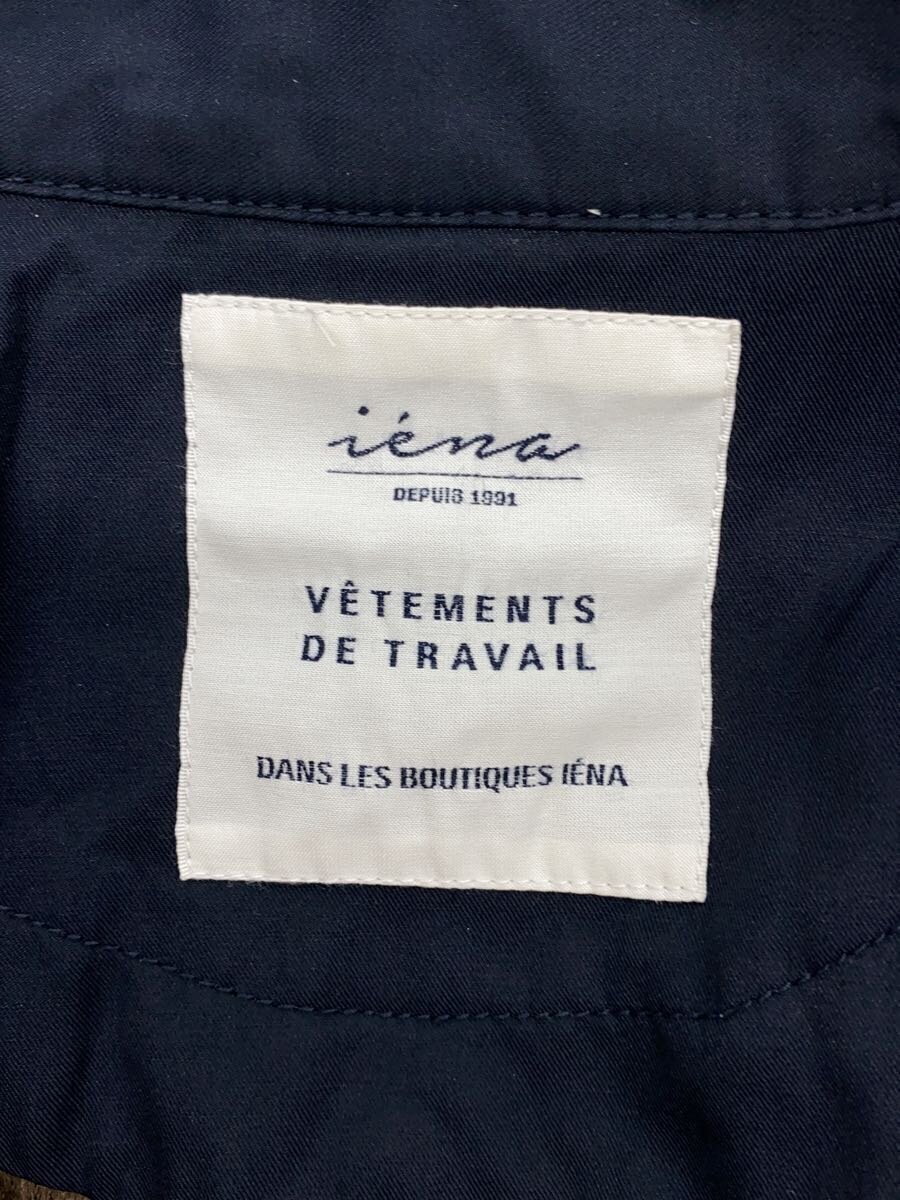 iéna
DEPUIS 1991
VÊTEMENTS
DE TRAVAIL
DANS LES BOUTIQUES IÉNA